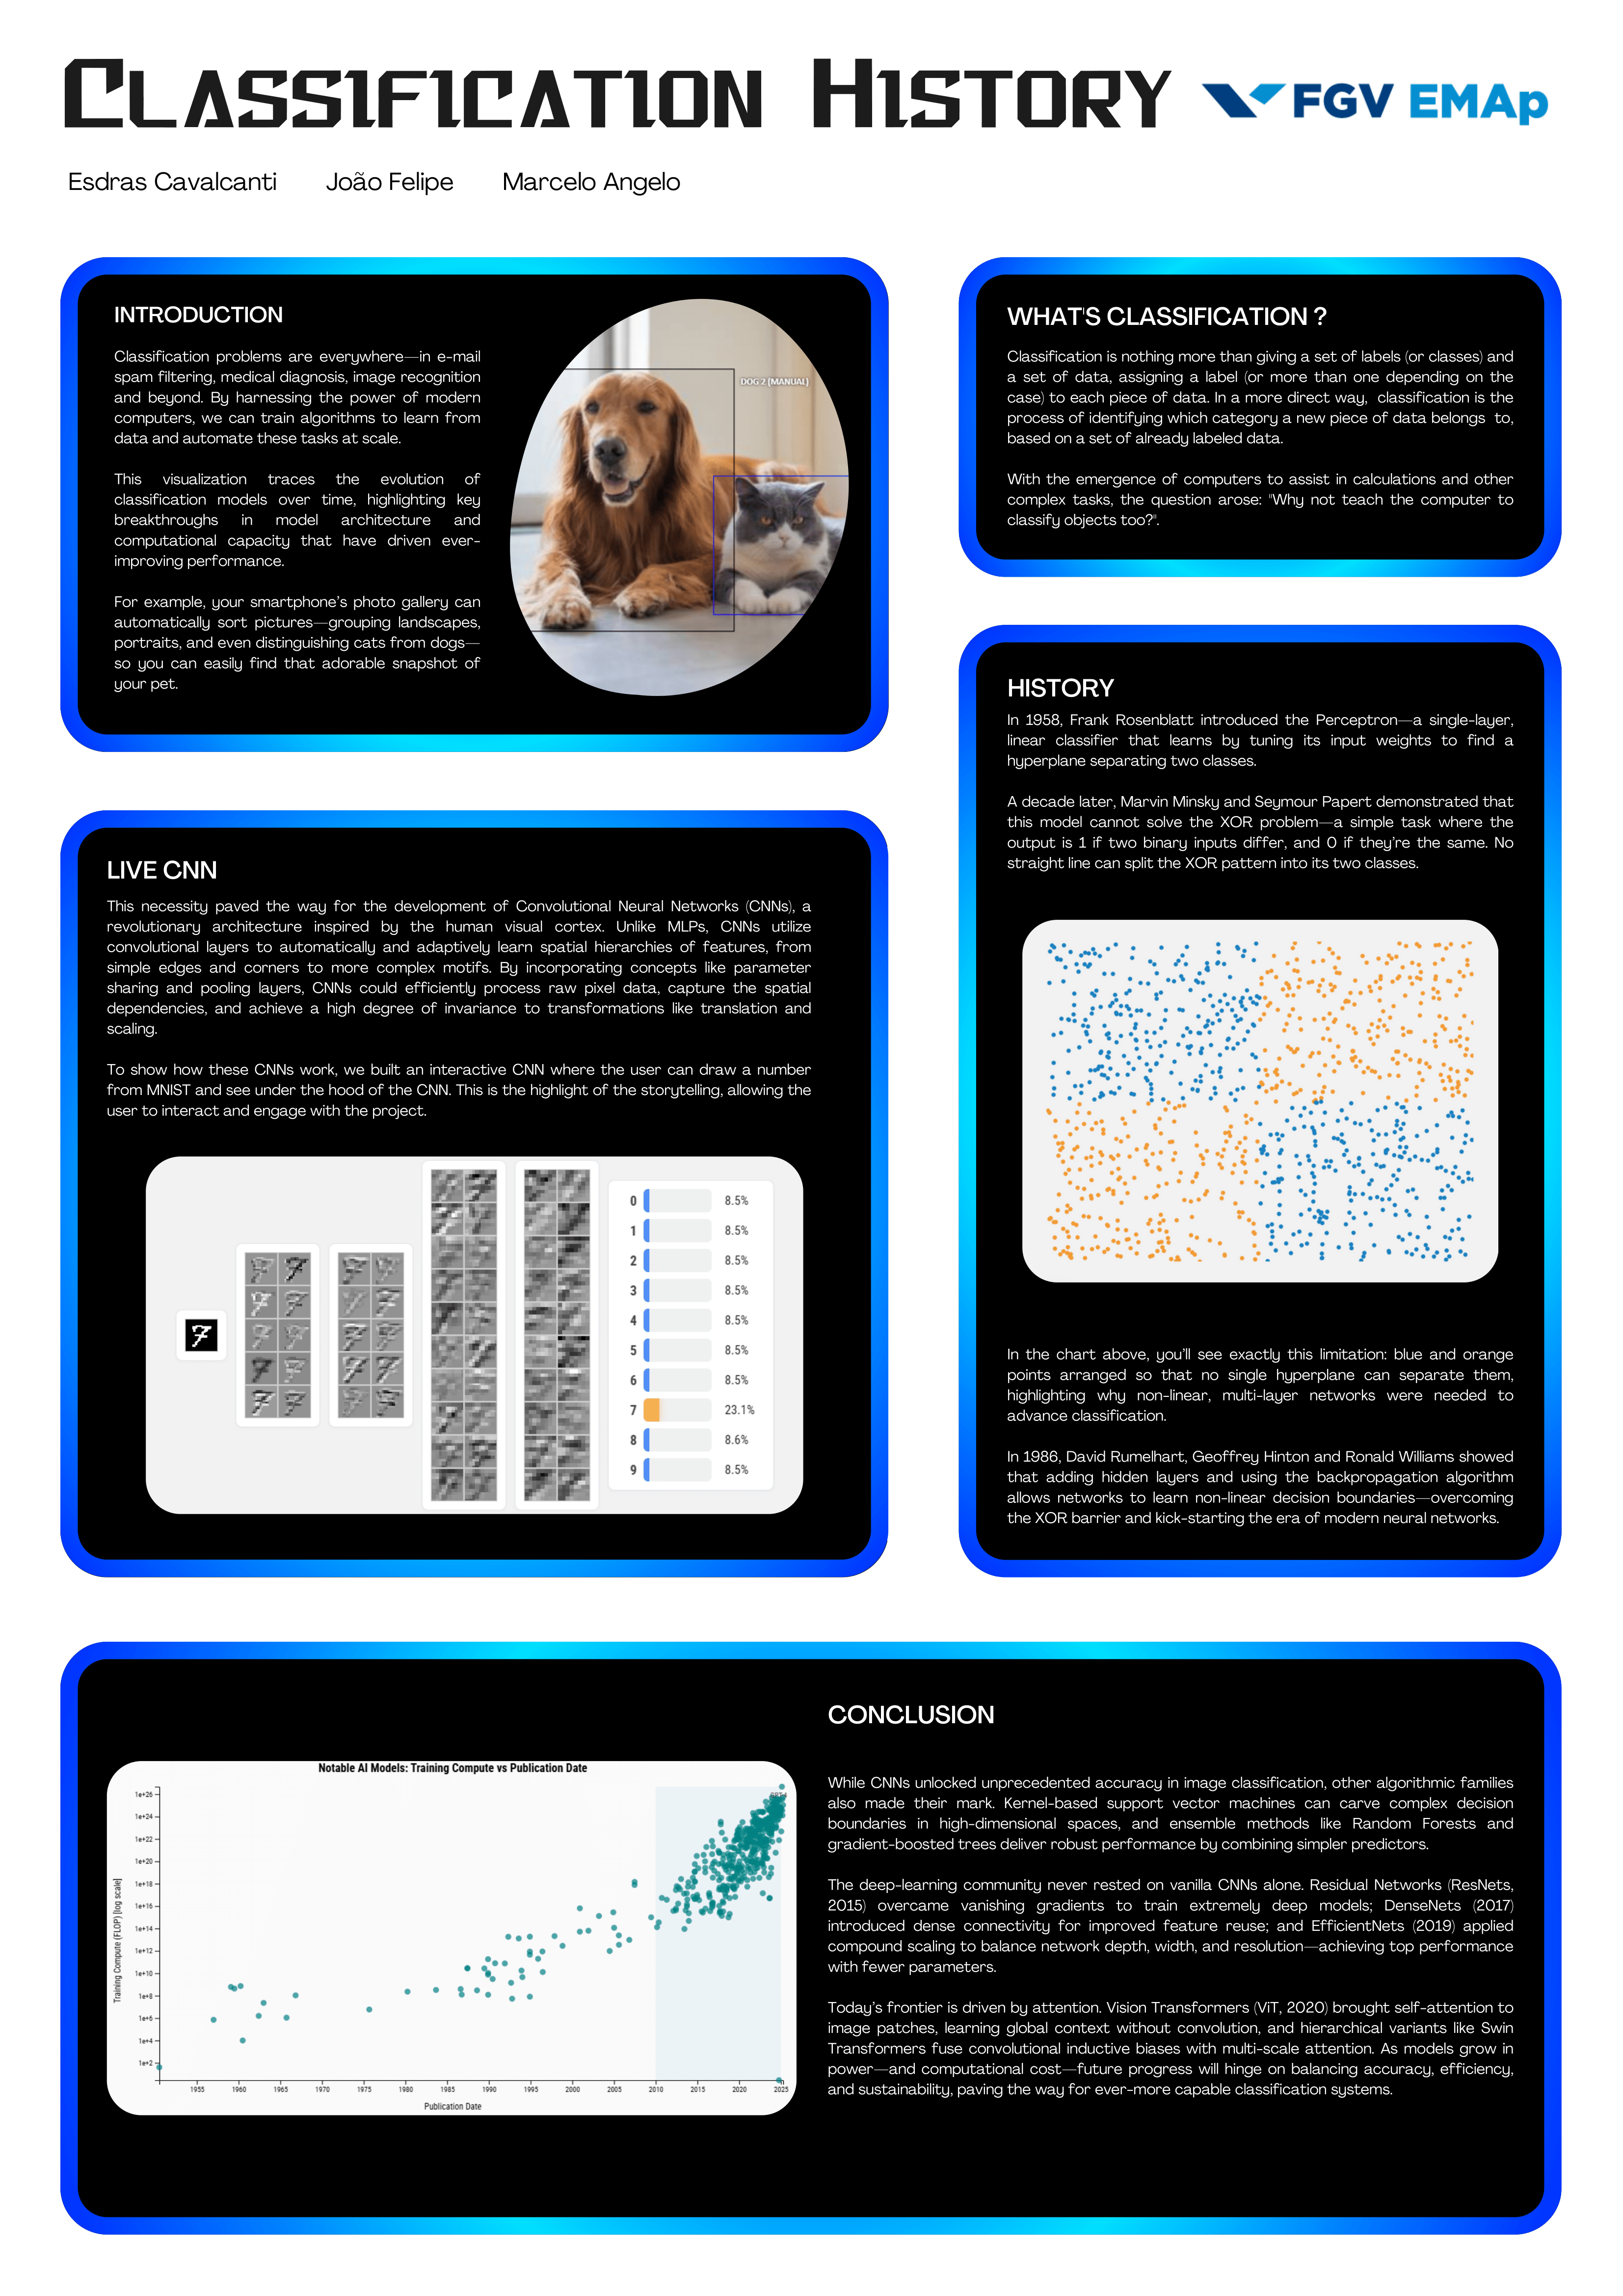 CLASSIFICATION HISTORY
FGV EMAp
Esdras Cavalcanti João Felipe Marcelo Angelo
INTRODUCTION
Classification problems are everywhere—in e-mail
spam filtering, medical diagnosis, image recognition
and beyond. By harnessing the power of modern
computers, we can train algorithms to learn from
data and automate these tasks at scale.
This visualization traces the evolution of
classification models over time, highlighting key
breakthroughs in model architecture and
computational capacity that have driven ever-
improving performance.
For example, your smartphone's photo gallery can
automatically sort pictures—grouping landscapes,
portraits, and even distinguishing cats from dogs—
so you can easily find that adorable snapshot of
your pet.
DOG 2 (MANUAL)
WHAT'S CLASSIFICATION ?
Classification is nothing more than giving a set of labels (or classes) and
a set of data, assigning a label (or more than one depending on the
case) to each piece of data. In a more direct way, classification is the
process of identifying which category a new piece of data belongs to,
based on a set of already labeled data.
With the emergence of computers to assist in calculations and other
complex tasks, the question arose: "Why not teach the computer to
classify objects too?".
HISTORY
In 1958, Frank Rosenblatt introduced the Perceptron—a single-layer,
linear classifier that learns by tuning its input weights to find a
hyperplane separating two classes.
A decade later, Marvin Minsky and Seymour Papert demonstrated that
this model cannot solve the XOR problem—a simple task where the
output is 1 if two binary inputs differ, and 0 if they're the same. No
straight line can split the XOR pattern into its two classes.
In the chart above, you'll see exactly this limitation: blue and orange
points arranged so that no single hyperplane can separate them,
highlighting why non-linear, multi-layer networks were needed to
advance classification.
In 1986, David Rumelhart, Geoffrey Hinton and Ronald Williams showed
that adding hidden layers and using the backpropagation algorithm
allows networks to learn non-linear decision boundaries—overcoming
the XOR barrier and kick-starting the era of modern neural networks.
LIVE CNN
This necessity paved the way for the development of Convolutional Neural Networks (CNNs), a
revolutionary architecture inspired by the human visual cortex. Unlike MLPs, CNNs utilize
convolutional layers to automatically and adaptively learn spatial hierarchies of features, from
simple edges and corners to more complex motifs. By incorporating concepts like parameter
sharing and pooling layers, CNNs could efficiently process raw pixel data, capture the spatial
dependencies, and achieve a high degree of invariance to transformations like translation and
scaling.
To show how these CNNs work, we built an interactive CNN where the user can draw a number
from MNIST and see under the hood of the CNN. This is the highlight of the storytelling, allowing the
user to interact and engage with the project.
7
0 8.5%
1 8.5%
2 8.5%
3 8.5%
4 8.5%
5 8.5%
6 8.5%
7 23.1%
8 8.6%
9 8.5%
Notable AI Models: Training Compute vs Publication Date
Training Compute (FLOP) [log scale]
1e+26
1e+24
1e+22
1e+20
1e+18
1e+16
1e+14
1e+12
1e+10
1e+8
1e+6
1e+4
1e+2
1955 1960 1965 1970 1975 1980 1985 1990 1995 2000 2005 2010 2015 2020 2025
Publication Date
CONCLUSION
While CNNs unlocked unprecedented accuracy in image classification, other algorithmic families
also made their mark. Kernel-based support vector machines can carve complex decision
boundaries in high-dimensional spaces, and ensemble methods like Random Forests and
gradient-boosted trees deliver robust performance by combining simpler predictors.
The deep-learning community never rested on vanilla CNNs alone. Residual Networks (ResNets,
2015) overcame vanishing gradients to train extremely deep models; DenseNets (2017)
introduced dense connectivity for improved feature reuse; and EfficientNets (2019) applied
compound scaling to balance network depth, width, and resolution—achieving top performance
with fewer parameters.
Today's frontier is driven by attention. Vision Transformers (ViT, 2020) brought self-attention to
image patches, learning global context without convolution, and hierarchical variants like Swin
Transformers fuse convolutional inductive biases with multi-scale attention. As models grow in
power—and computational cost—future progress will hinge on balancing accuracy, efficiency,
and sustainability, paving the way for ever-more capable classification systems.